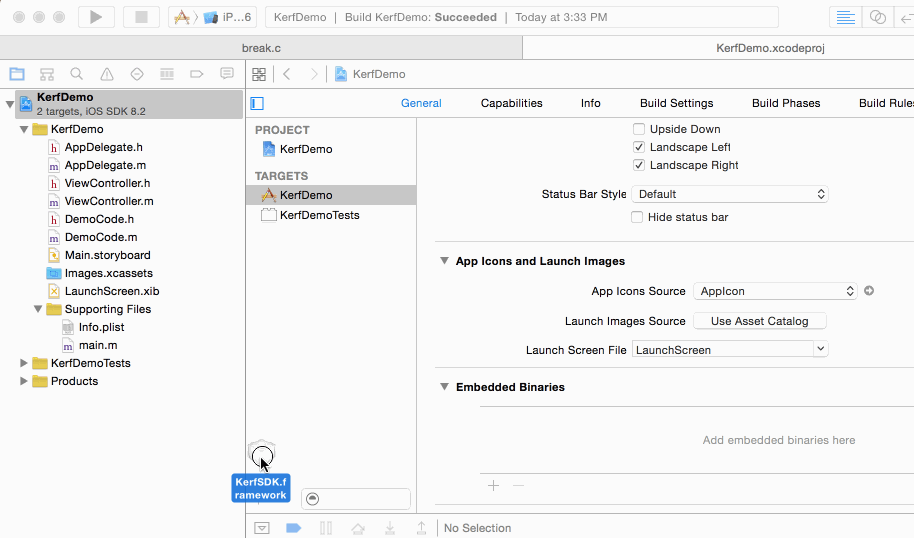 iP...6
KerfDemo | Build KerfDemo: Succeeded | Today at 3:33 PM
break.c
KerfDemo.xcodeproj
KerfDemo
KerfDemo
2 targets, iOS SDK 8.2
KerfDemo
h AppDelegate.h
m AppDelegate.m
h ViewController.h
m ViewController.m
h DemoCode.h
m DemoCode.m
Main.storyboard
Images.xcassets
LaunchScreen.xib
Supporting Files
Info.plist
m main.m
KerfDemoTests
Products
General Capabilities Info Build Settings Build Phases Build Rules
PROJECT
KerfDemo
TARGETS
KerfDemo
KerfDemoTests
KerfSDK.f
ramework
Upside Down
Landscape Left
Landscape Right
Status Bar Style Default
Hide status bar
App Icons and Launch Images
App Icons Source AppIcon
Launch Images Source Use Asset Catalog
Launch Screen File LaunchScreen
Embedded Binaries
Add embedded binaries here
No Selection